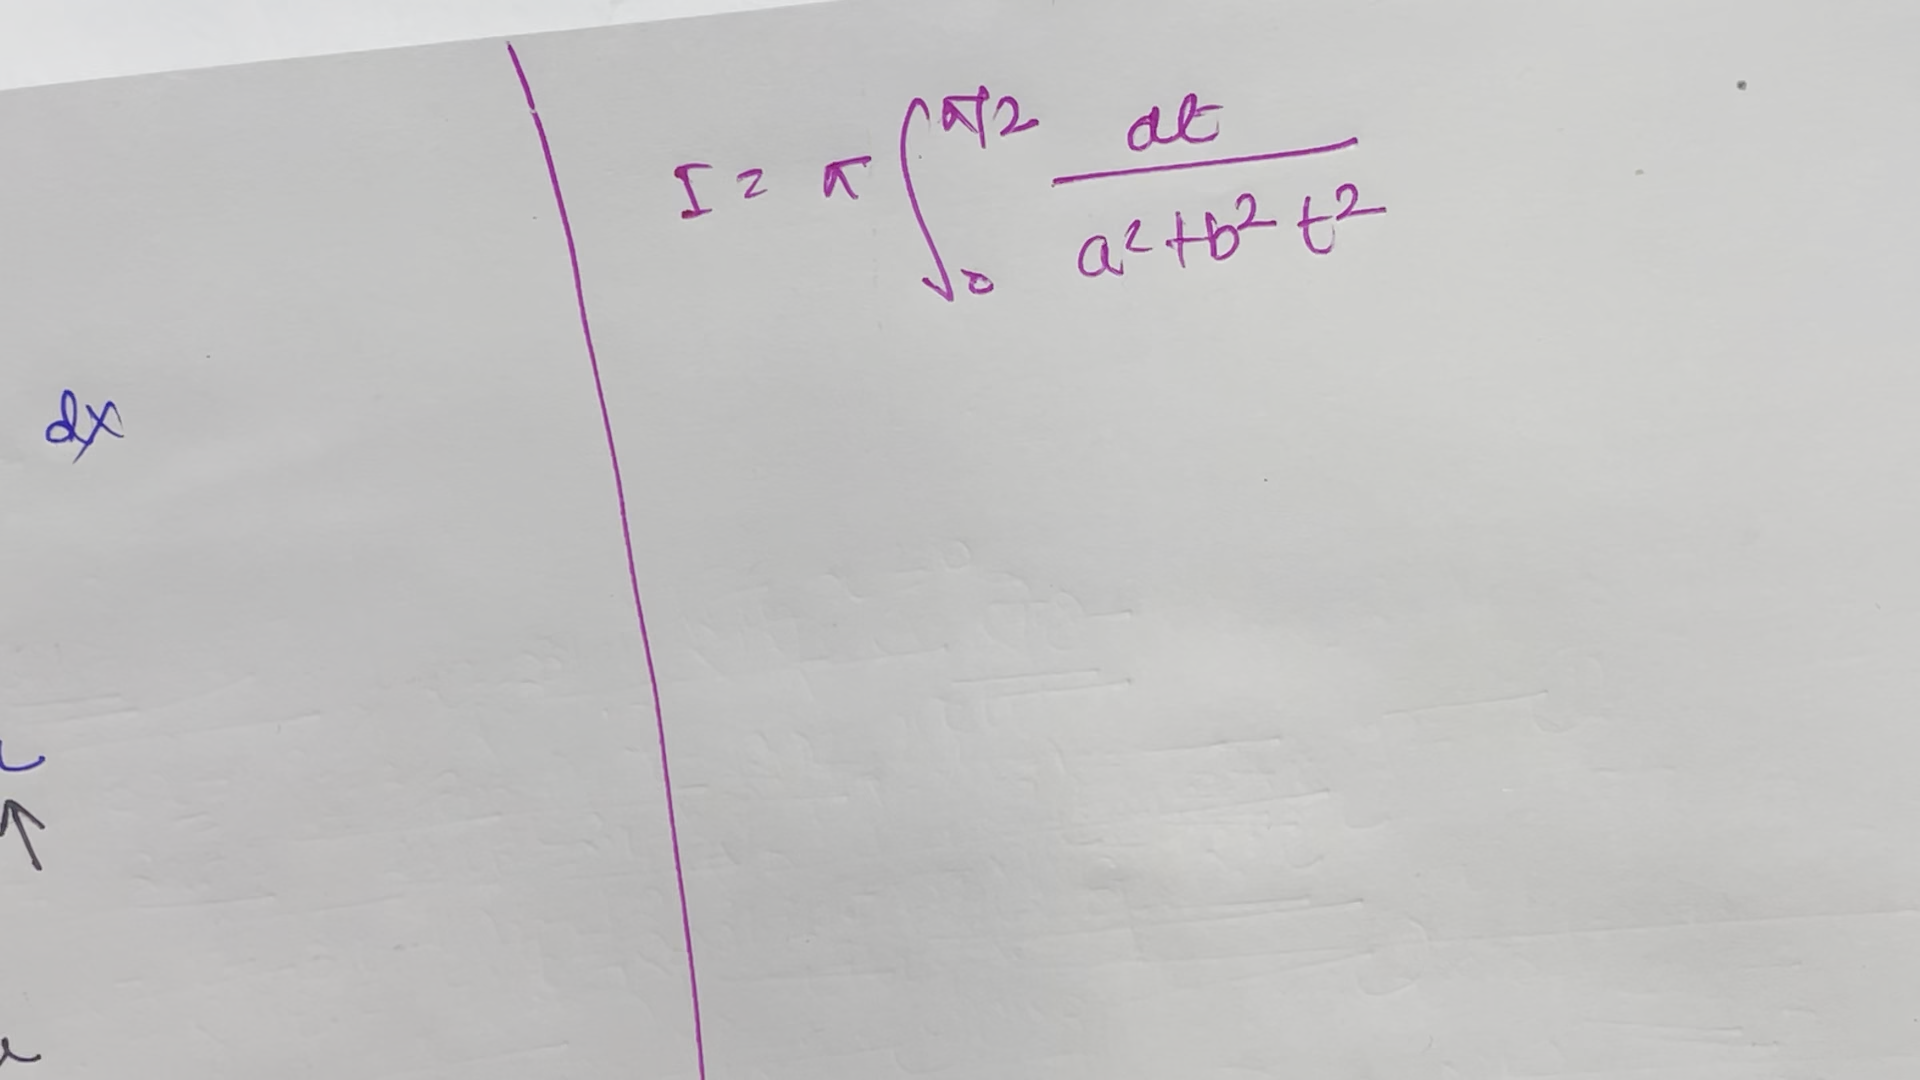 I = π ∫₀^π/2 dt / a² + b² t²
dx